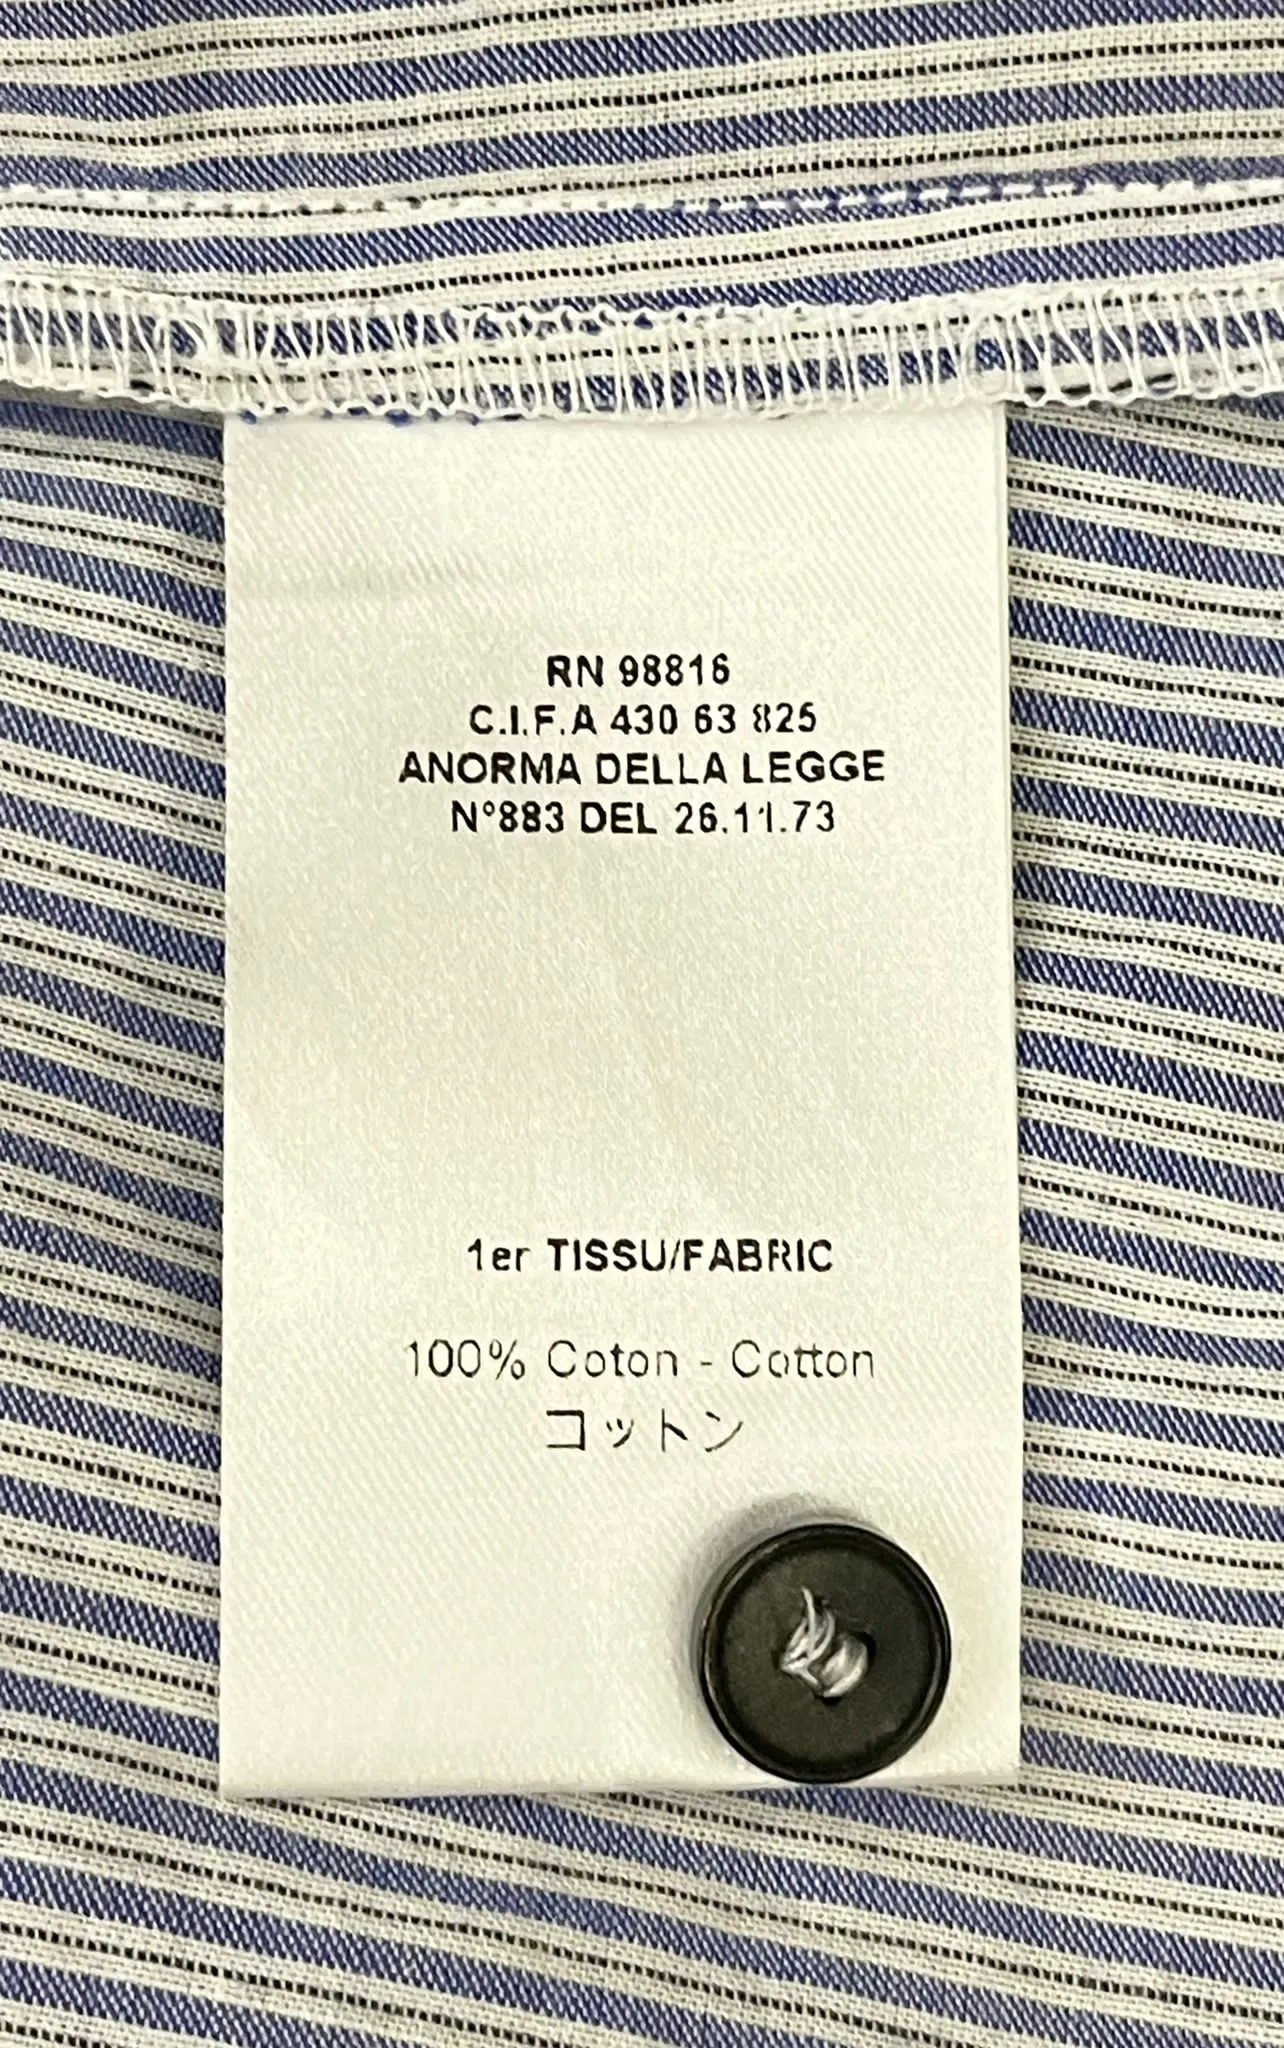 RN 98816
C.I.F.A 430 63 825
ANORMA DELLA LEGGE
N°883 DEL 26.11.73
1er TISSU/FABRIC
100% Coton - Cotton
コットン